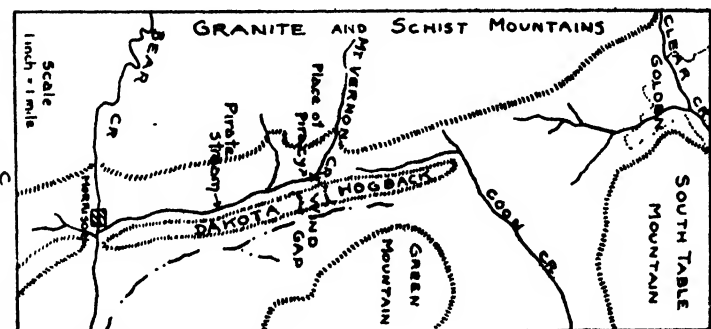 GRANITE AND SCHIST MOUNTAINS
BEAR
CR
Scale
1 inch = 1 mile
MT VERNON
CR
Place of
Piracy
Pirate
Stream
MORRISON
DAKOTA
HOGBACK
WIND
GAP
GREEN
MOUNTAIN
COON CR.
CLEAR CR.
GOLDEN
SOUTH TABLE
MOUNTAIN
C